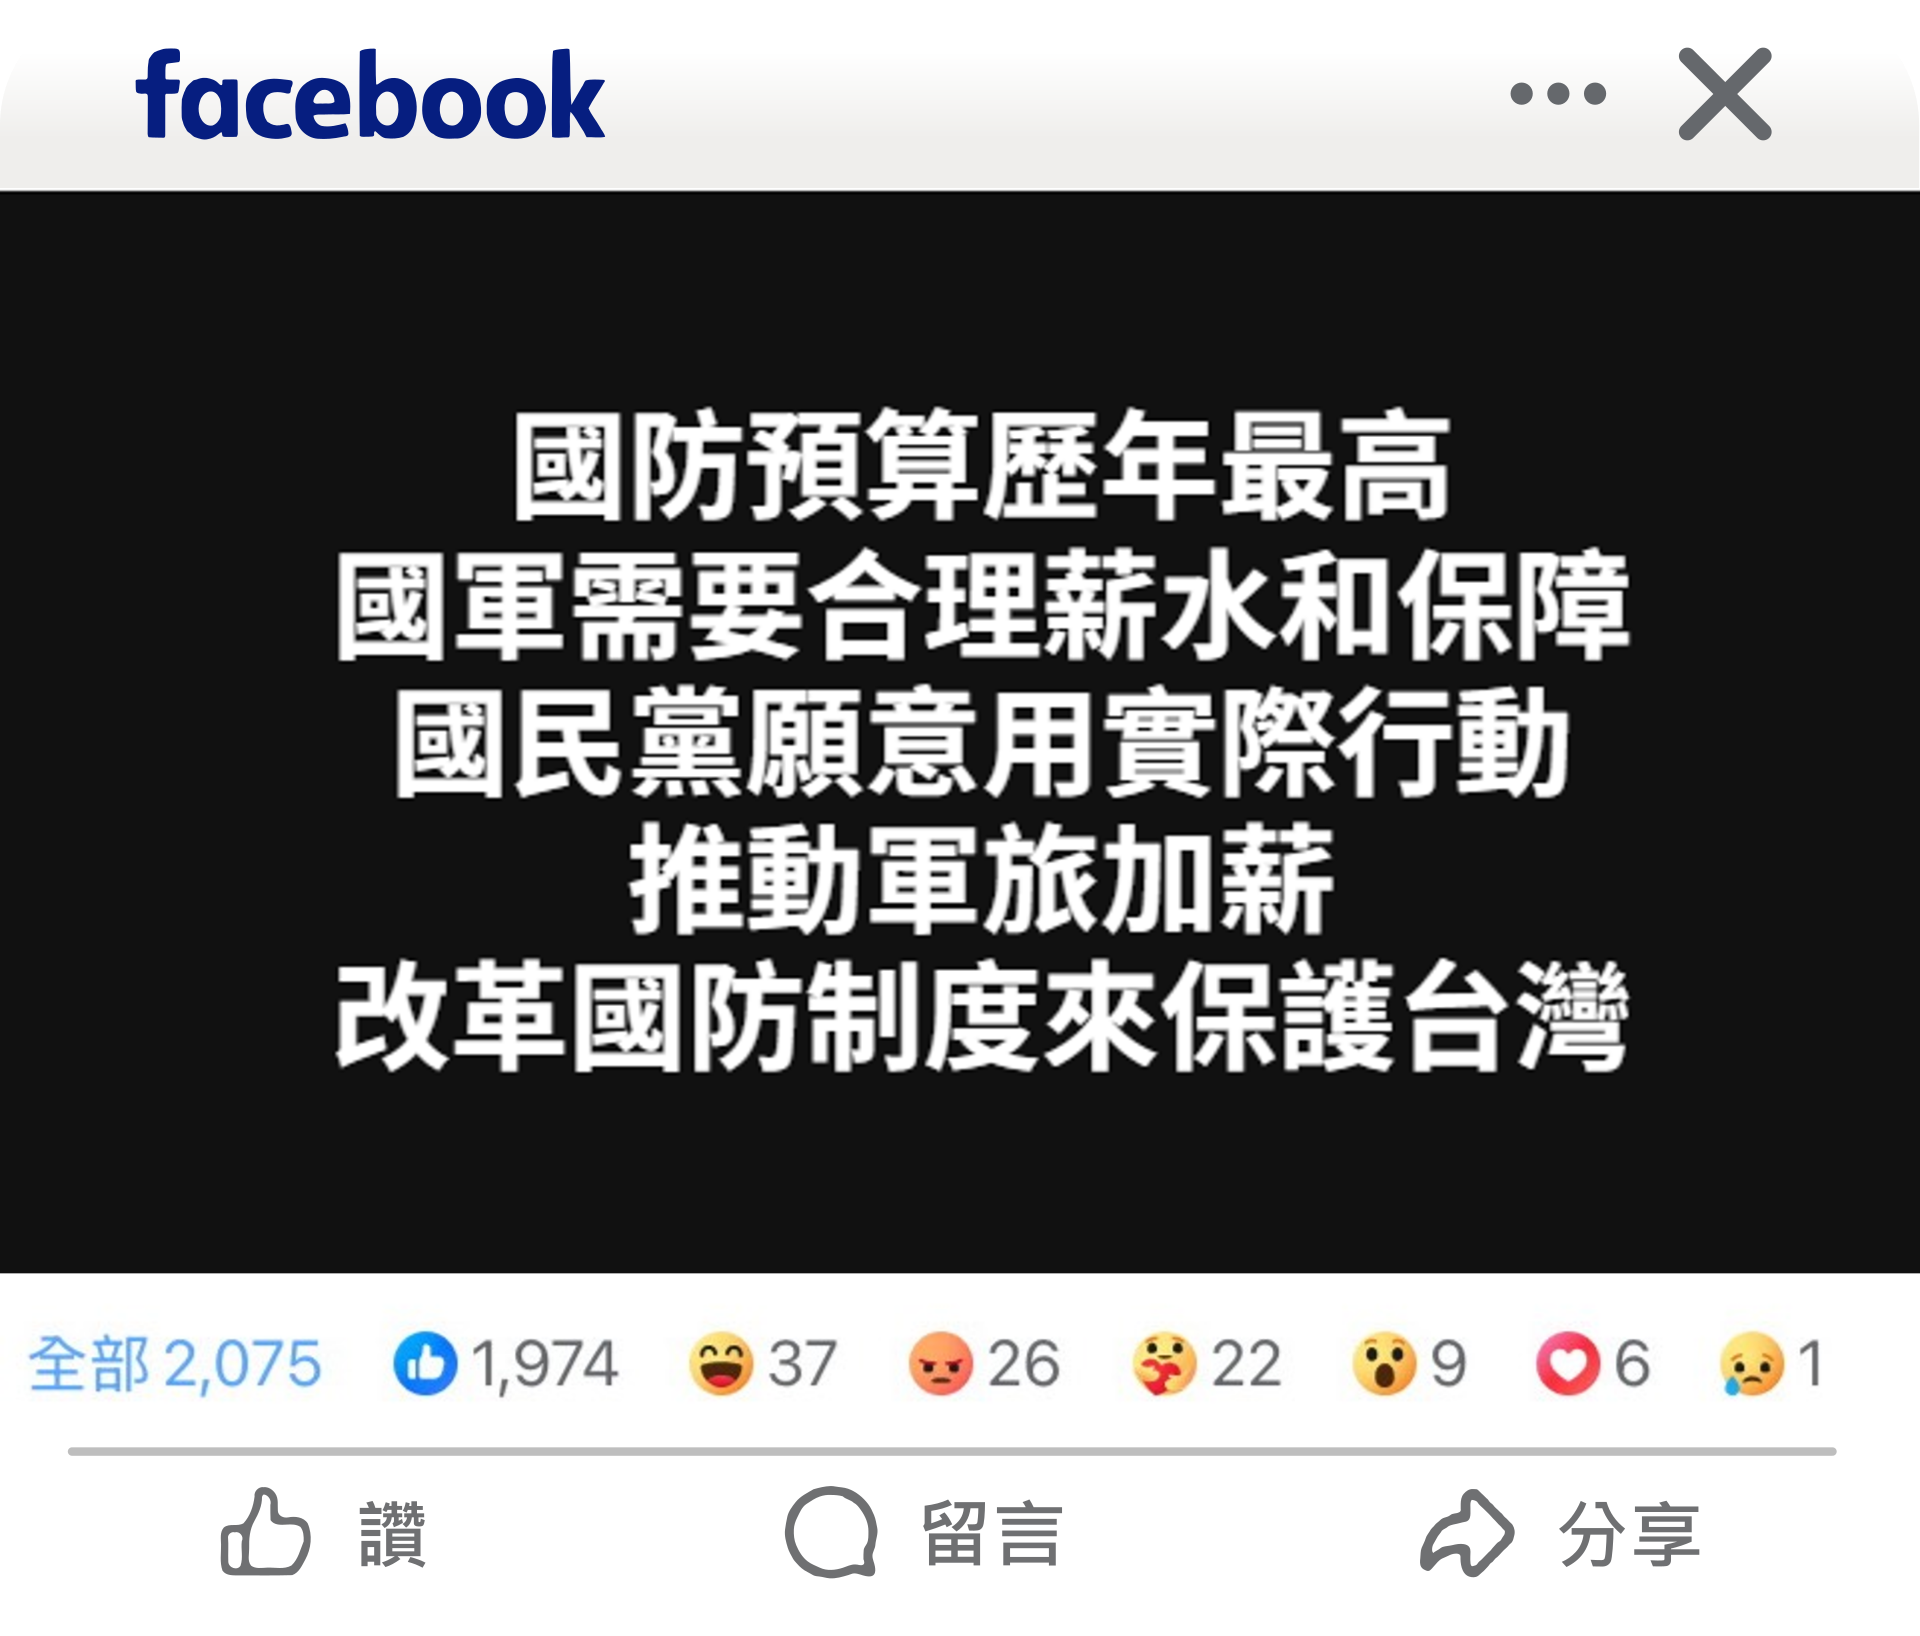 facebook
國防預算歷年最高
國軍需要合理薪水和保障
國民黨願意用實際行動
推動軍旅加薪
改革國防制度來保護台灣
全部 2,075 1,974 37 26 22 9 6 1
讚 留言 分享